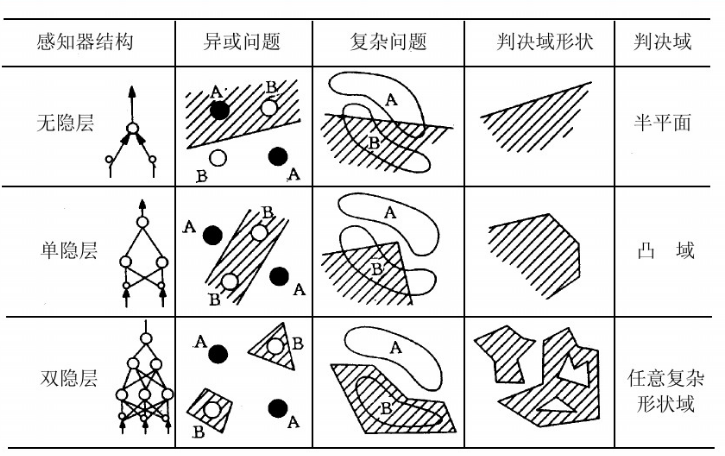 感知器结构 异或问题 复杂问题 判决域形状 判决域
无隐层 A B B A A B 半平面
单隐层 A B B A A B 凸 域
双隐层 A B B A A B 任意复杂
形状域